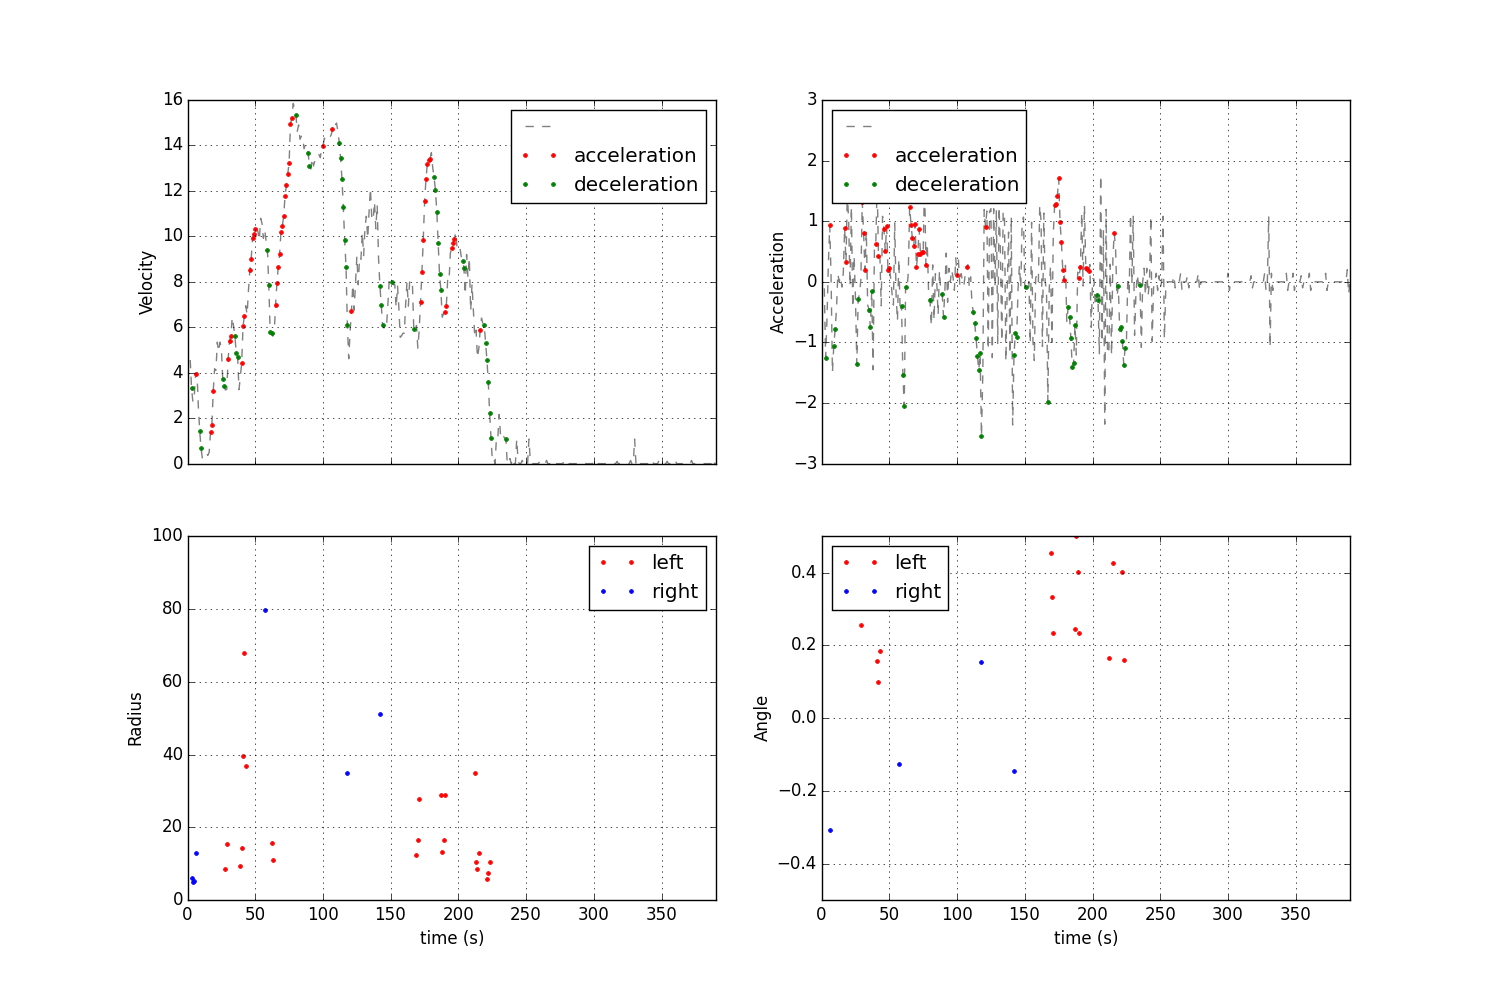 16
14
12
10
8
6
4
2
0
Velocity
acceleration
deceleration
3
2
1
0
−1
−2
−3
Acceleration
acceleration
deceleration
100
80
60
40
20
0
Radius
left
right
0 50 100 150 200 250 300 350
time (s)
0.4
0.2
0.0
−0.2
−0.4
Angle
left
right
0 50 100 150 200 250 300 350
time (s)